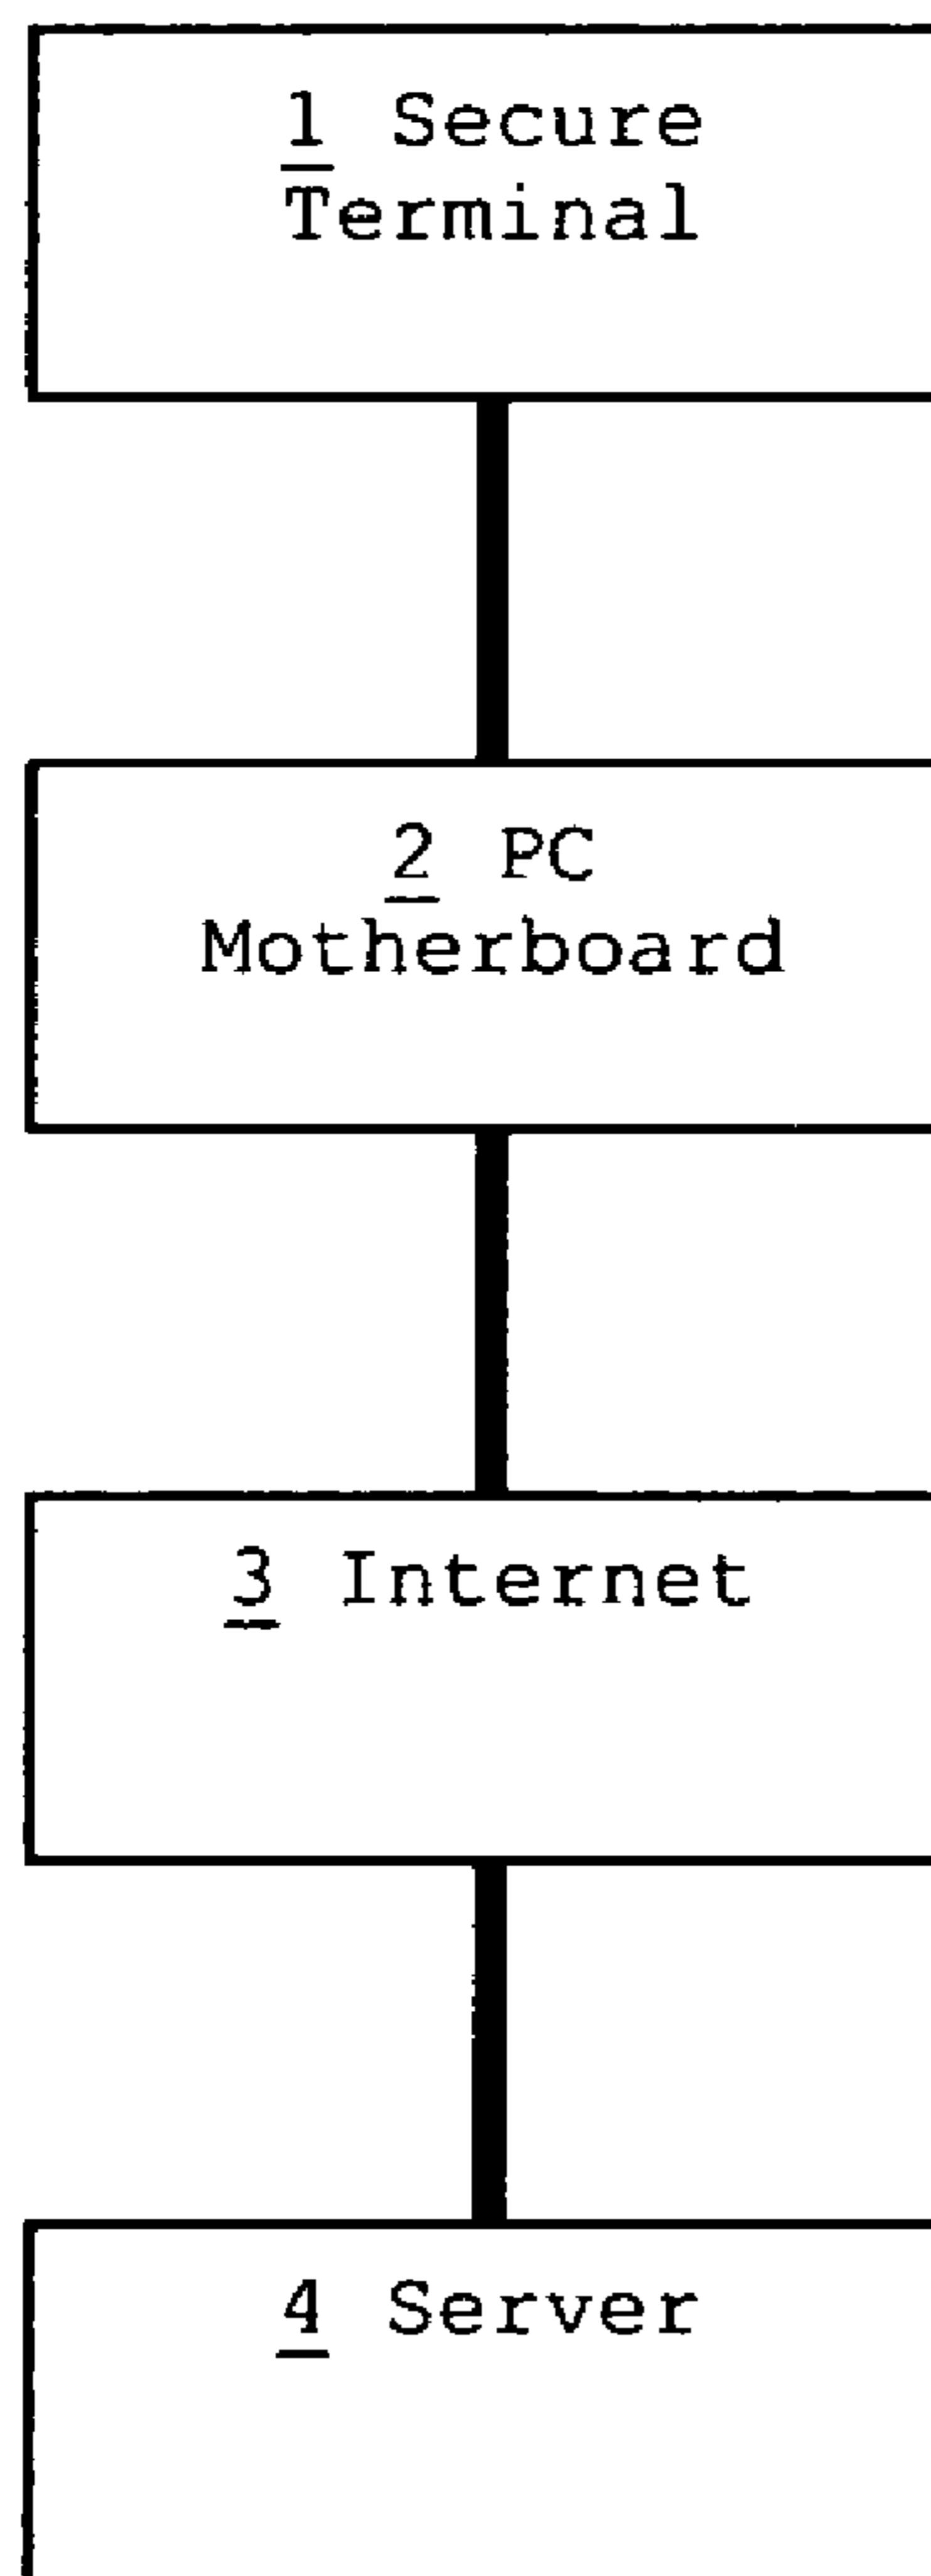 1 Secure
Terminal
2 PC
Motherboard
3 Internet
4 Server